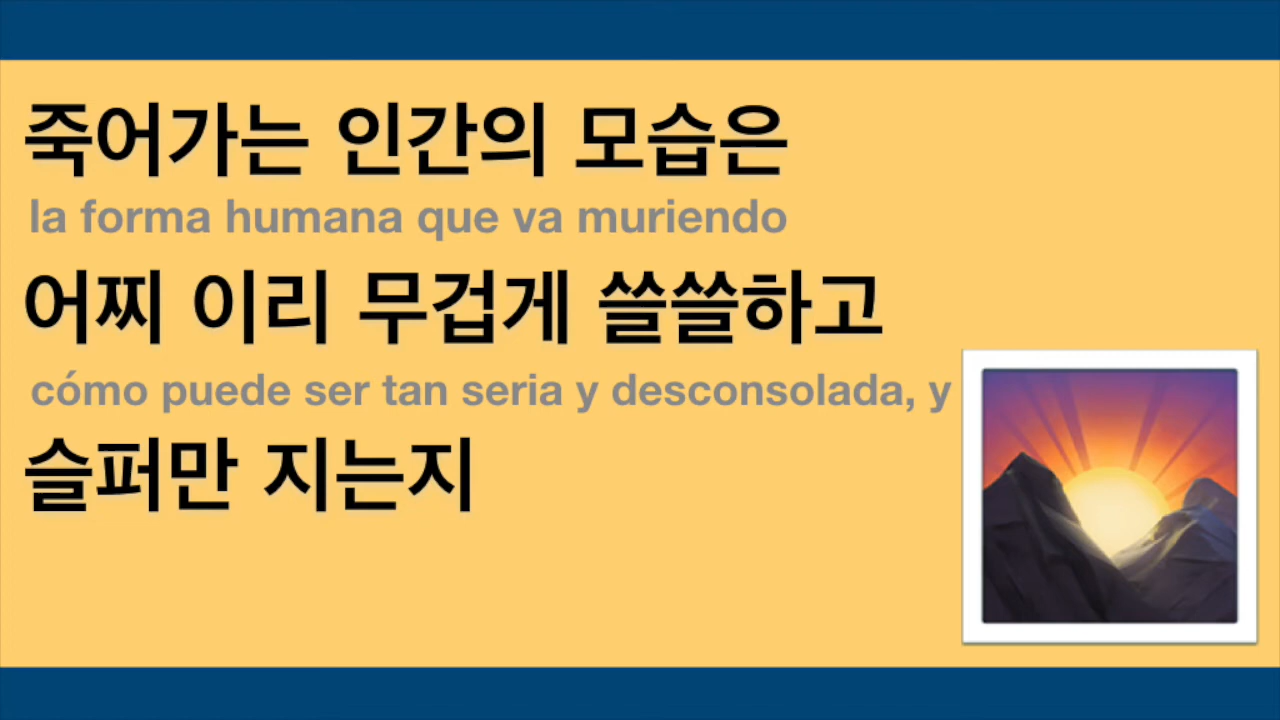 죽어가는 인간의 모습은
la forma humana que va muriendo
어찌 이리 무겁게 쓸쓸하고
cómo puede ser tan seria y desconsolada, y
슬퍼만 지는지